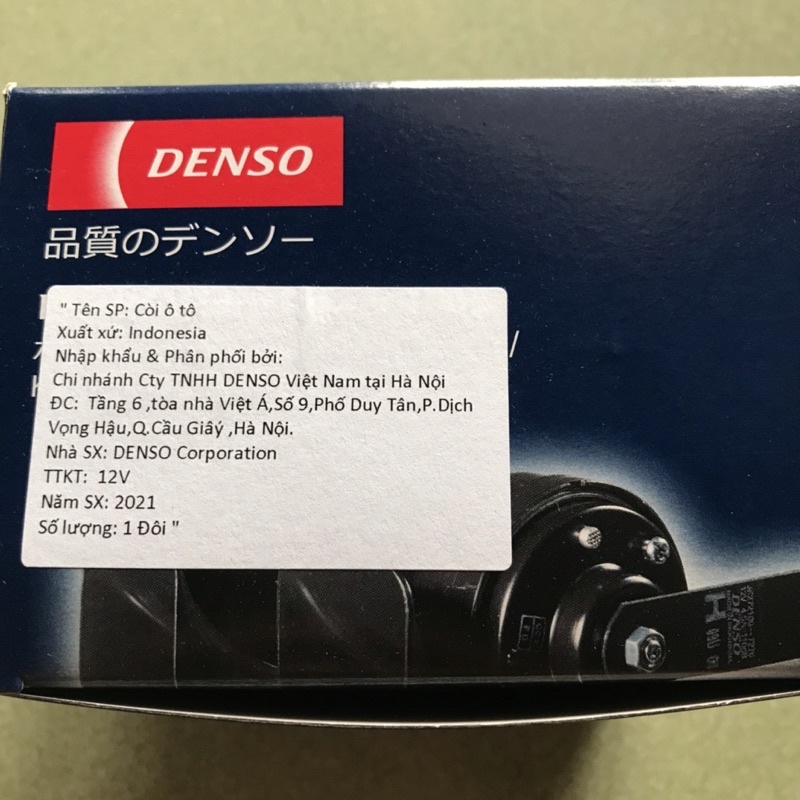 DENSO
品質のデンソー
" Tên SP: Còi ô tô
Xuất xứ: Indonesia
Nhập khẩu & Phân phối bởi:
Chi nhánh Cty TNHH DENSO Việt Nam tại Hà Nội
ĐC: Tầng 6 ,tòa nhà Việt Á,Số 9,Phố Duy Tân,P.Dịch
Vọng Hậu,Q.Cầu Giấy ,Hà Nội.
Nhà SX: DENSO Corporation
TTKT: 12V
Năm SX: 2021
Số lượng: 1 Đôi "
H
DENSO